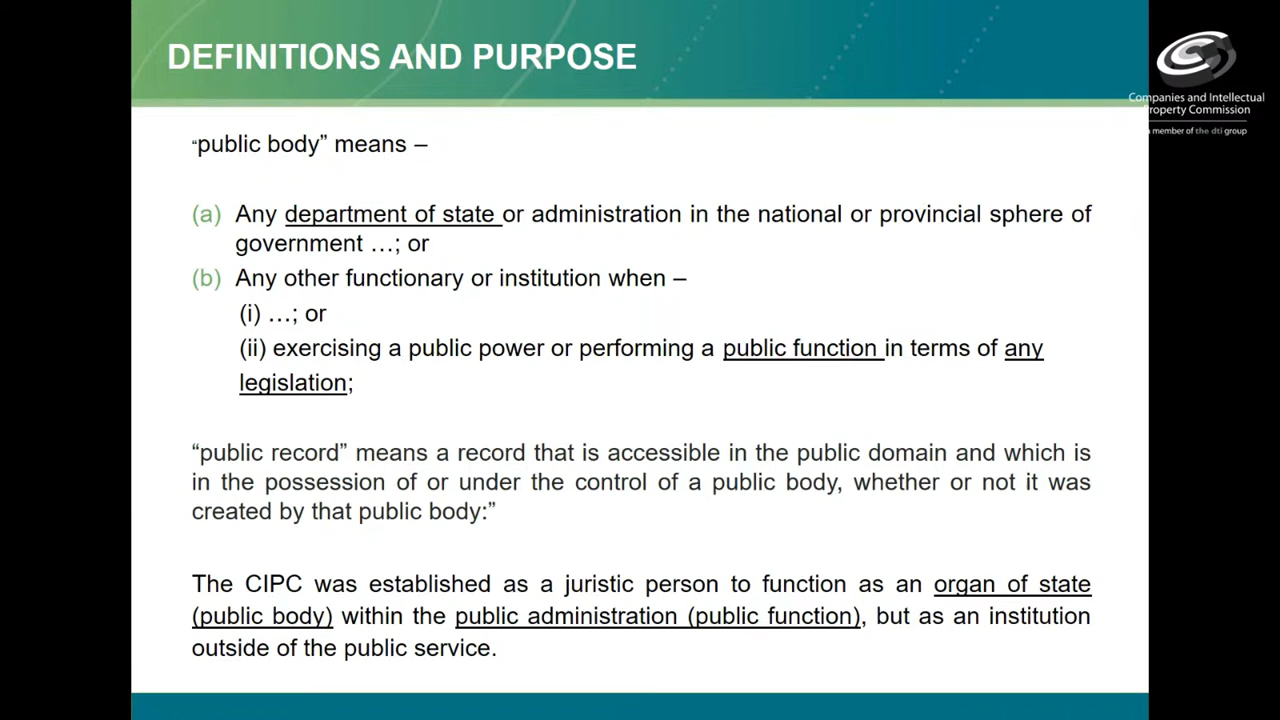 DEFINITIONS AND PURPOSE
Companies and Intellectual
Property Commission
a member of the dti group
“public body” means –
(a) Any department of state or administration in the national or provincial sphere of
government …; or
(b) Any other functionary or institution when –
(i) …; or
(ii) exercising a public power or performing a public function in terms of any
legislation;
“public record” means a record that is accessible in the public domain and which is
in the possession of or under the control of a public body, whether or not it was
created by that public body:”
The CIPC was established as a juristic person to function as an organ of state
(public body) within the public administration (public function), but as an institution
outside of the public service.